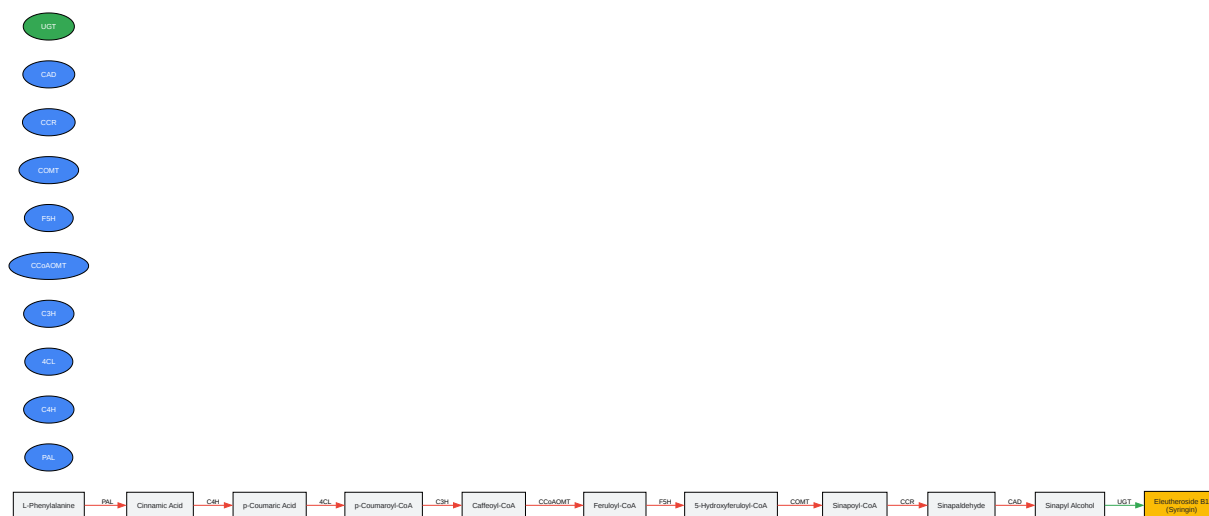 UGT
CAD
CCR
COMT
F5H
CCoAOMT
C3H
4CL
C4H
PAL
L-Phenylalanine
PAL
Cinnamic Acid
C4H
p-Coumaric Acid
4CL
p-Coumaroyl-CoA
C3H
Caffeoyl-CoA
CCoAOMT
Feruloyl-CoA
F5H
5-Hydroxyferuloyl-CoA
COMT
Sinapoyl-CoA
CCR
Sinapaldehyde
CAD
Sinapyl Alcohol
UGT
Eleutheroside B1
(Syringin)